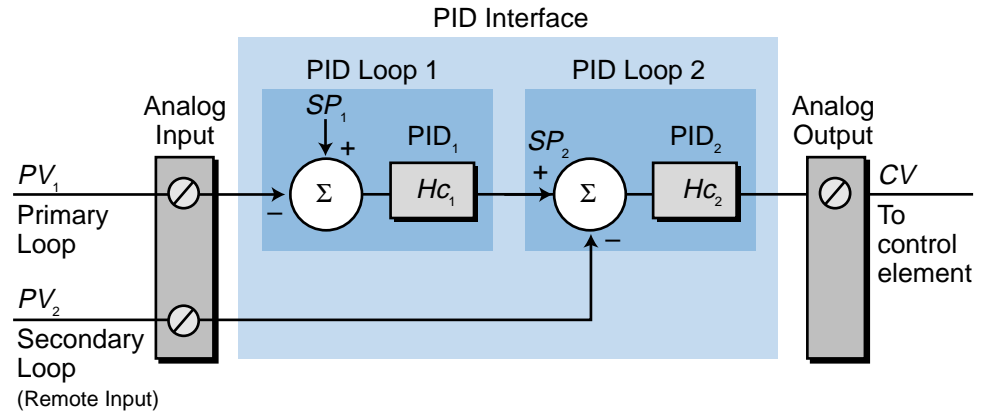 PID Interface
PID Loop 1
PID Loop 2
Analog
Input
Analog
Output
SP₁
PID₁
SP₂
PID₂
+
+
PV₁
Σ
Hc₁
Σ
Hc₂
CV
−
−
Primary
Loop
To
control
element
PV₂
Secondary
Loop
(Remote Input)